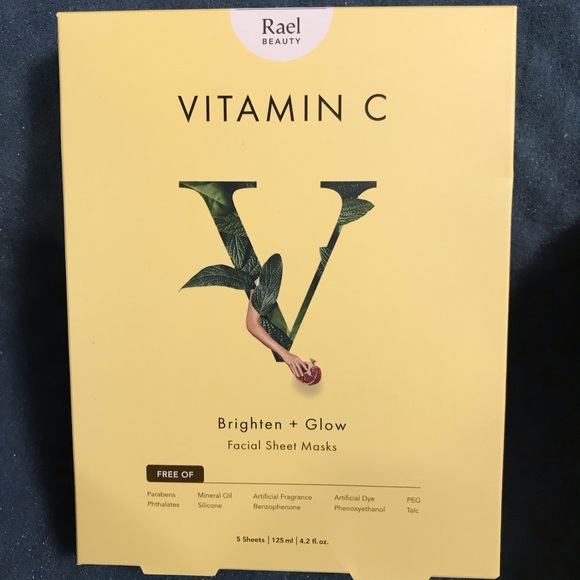 Rael
BEAUTY
VITAMIN C
V
Brighten + Glow
Facial Sheet Masks
FREE OF
Parabens Mineral Oil Artificial Fragrance Artificial Dye PEG
Phthalates Silicone Benzophenone Phenoxyethanol Talc
5 Sheets | 125 ml | 4.2 fl. oz.